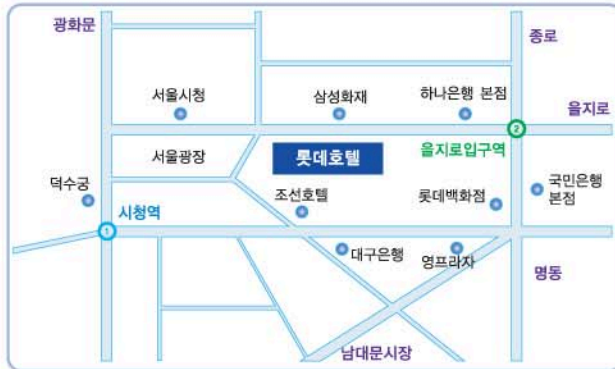 광화문
종로
서울시청
삼성화재
하나은행 본점
을지로
2
서울광장
롯데호텔
을지로입구역
덕수궁
조선호텔
롯데백화점
국민은행
본점
시청역
1
대구은행
영프라자
명동
남대문시장